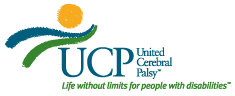 UCP United
Cerebral
Palsy™
Life without limits for people with disabilities™